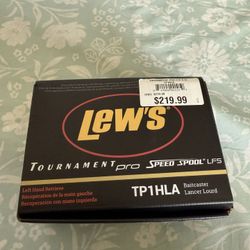 $219.99
Lew's
TOURNAMENT pro SPEED SPOOL LFS
Left Hand Retrieve
Récupération de la main gauche
Recuperación con mano izquierda
TP1HLA
Baitcaster
Lancer Lourd